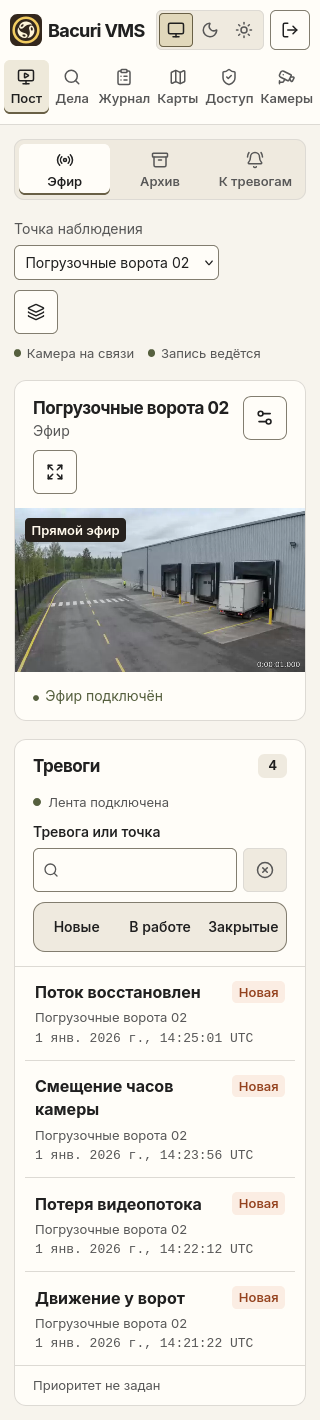 Bacuri VMS
Пост
Дела
Журнал
Карты
Доступ
Камеры
Эфир
Архив
К тревогам
Точка наблюдения
Погрузочные ворота 02
Камера на связи
Запись ведётся
Погрузочные ворота 02
Эфир
Прямой эфир
0:00 01.000
Эфир подключён
Тревоги
4
Лента подключена
Тревога или точка
Новые
В работе
Закрытые
Поток восстановлен
Новая
Погрузочные ворота 02
1 янв. 2026 г., 14:25:01 UTC
Смещение часов
камеры
Новая
Погрузочные ворота 02
1 янв. 2026 г., 14:23:56 UTC
Потеря видеопотока
Новая
Погрузочные ворота 02
1 янв. 2026 г., 14:22:12 UTC
Движение у ворот
Новая
Погрузочные ворота 02
1 янв. 2026 г., 14:21:22 UTC
Приоритет не задан